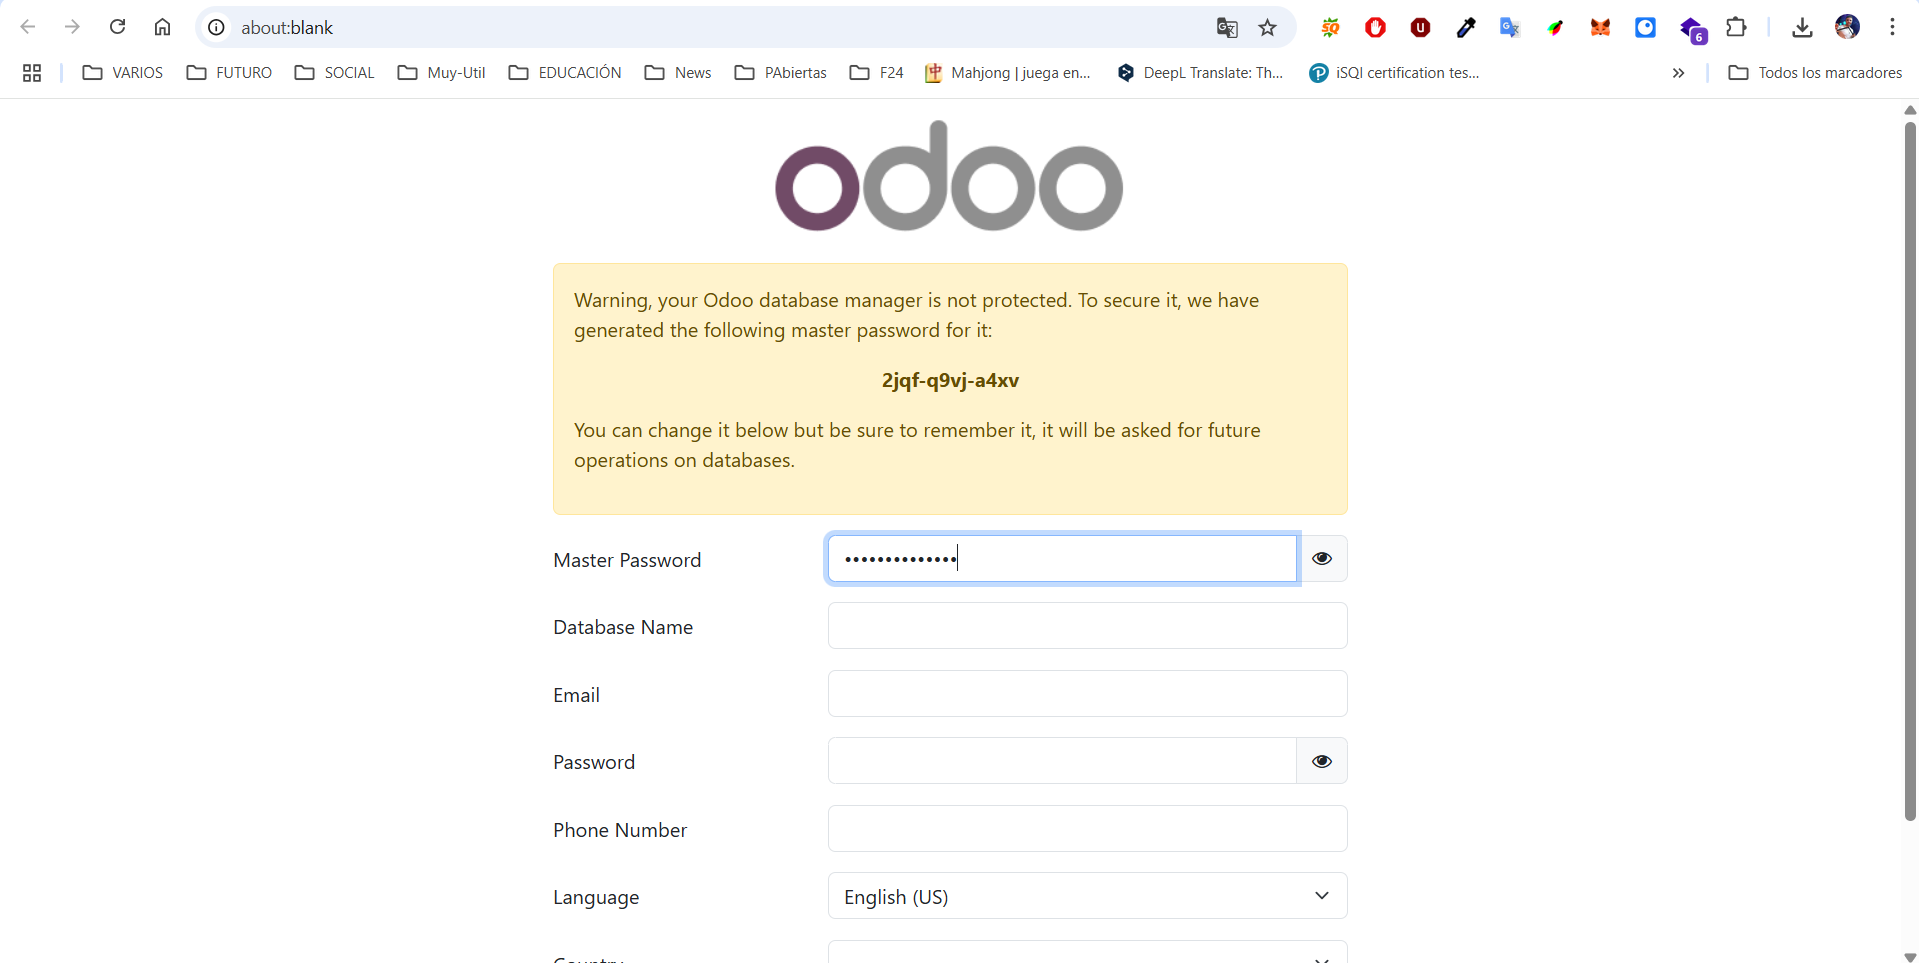 about:blank
VARIOS FUTURO SOCIAL Muy-Util EDUCACIÓN News PAbiertas F24 Mahjong | juega en... DeepL Translate: Th... iSQI certification tes... » Todos los marcadores
6
odoo
Warning, your Odoo database manager is not protected. To secure it, we have
generated the following master password for it:
2jqf-q9vj-a4xv
You can change it below but be sure to remember it, it will be asked for future
operations on databases.
Master Password ••••••••••••••
Database Name
Email
Password
Phone Number
Language English (US)
Country